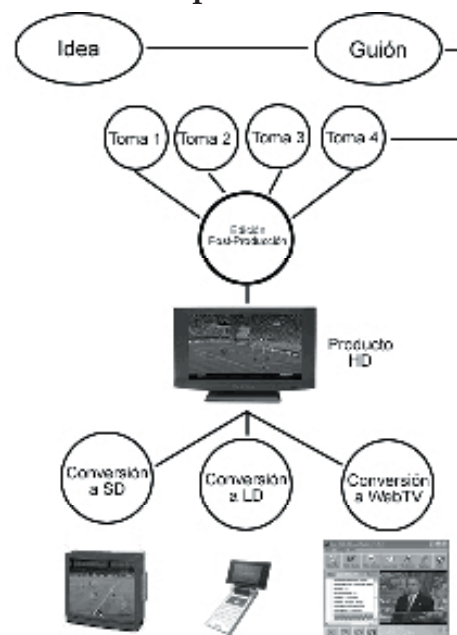 Idea
Guión
Toma 1
Toma 2
Toma 3
Toma 4
Edición
Post-Producción
Producto
HD
Conversión
a SD
Conversión
a LD
Conversión
a WebTV